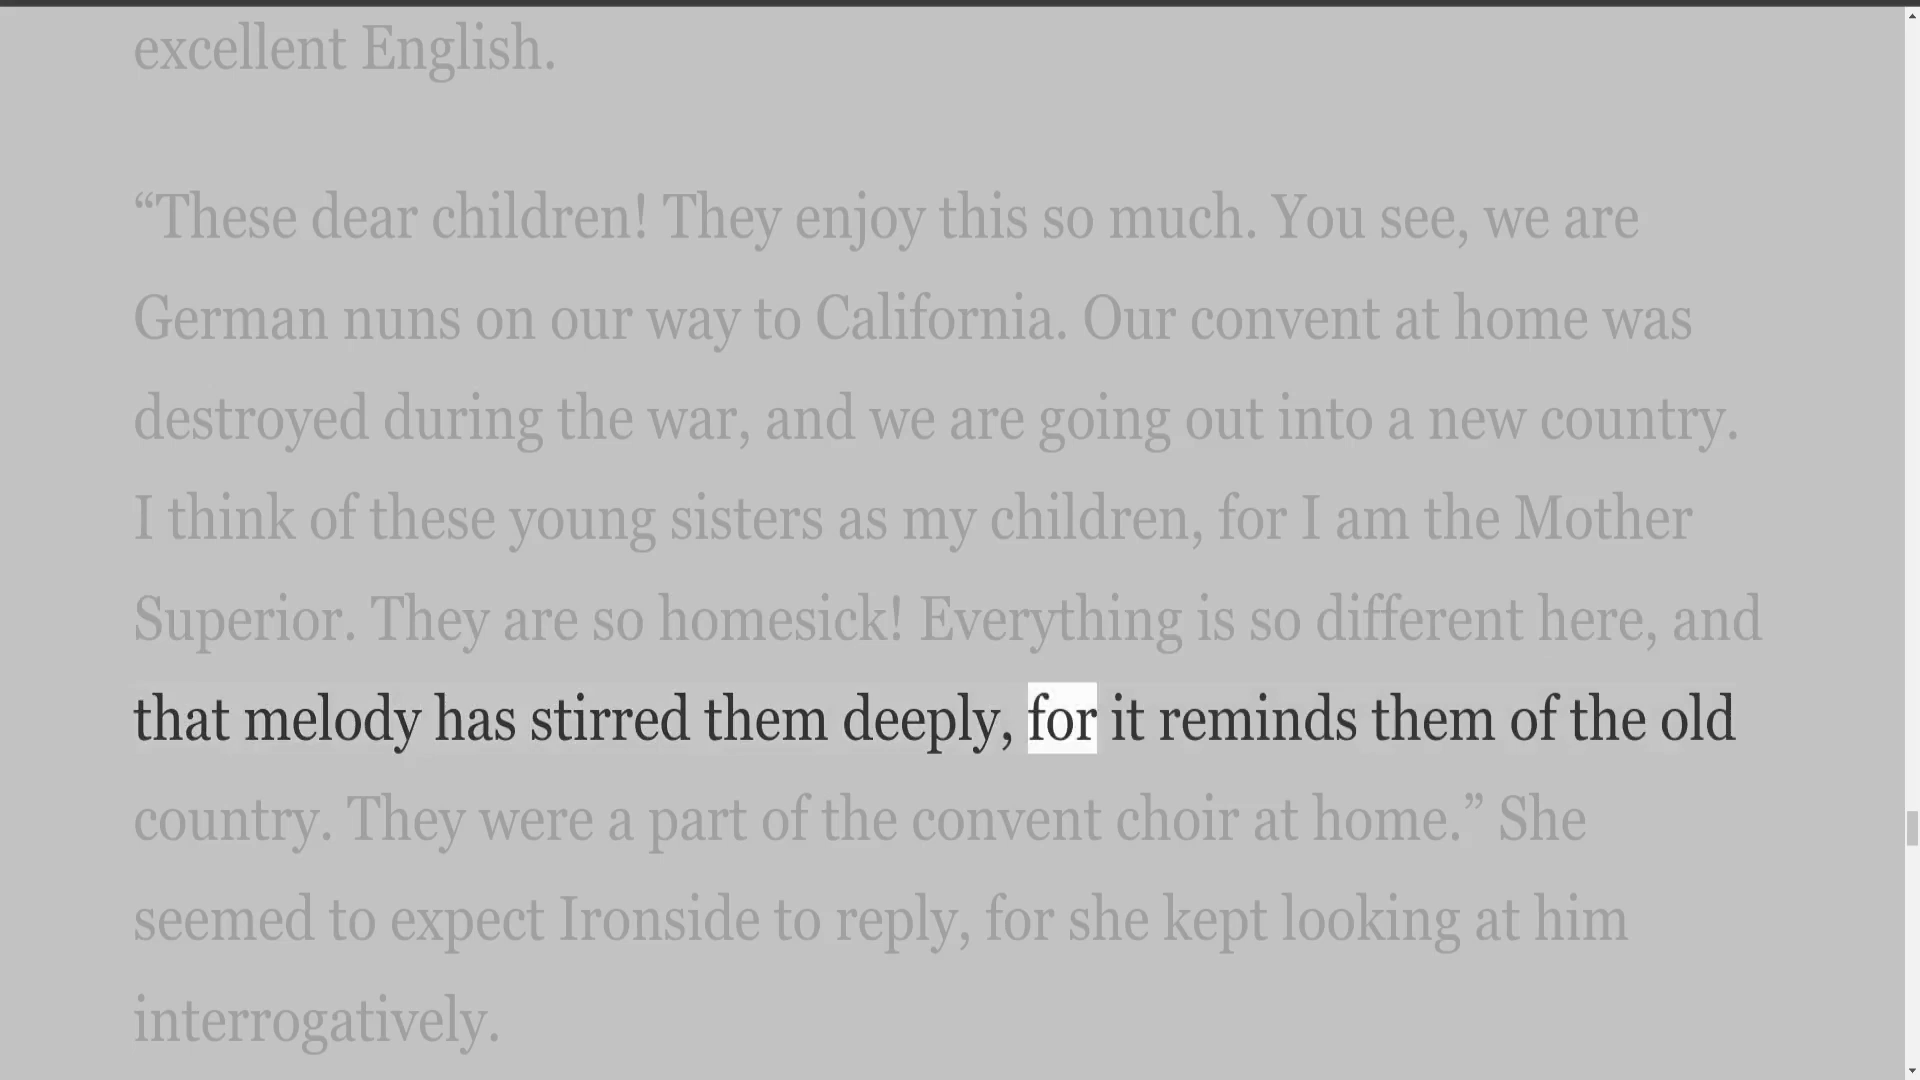 excellent English.
“These dear children! They enjoy this so much. You see, we are
German nuns on our way to California. Our convent at home was
destroyed during the war, and we are going out into a new country.
I think of these young sisters as my children, for I am the Mother
Superior. They are so homesick! Everything is so different here, and
that melody has stirred them deeply, for it reminds them of the old
country. They were a part of the convent choir at home.” She
seemed to expect Ironside to reply, for she kept looking at him
interrogatively.